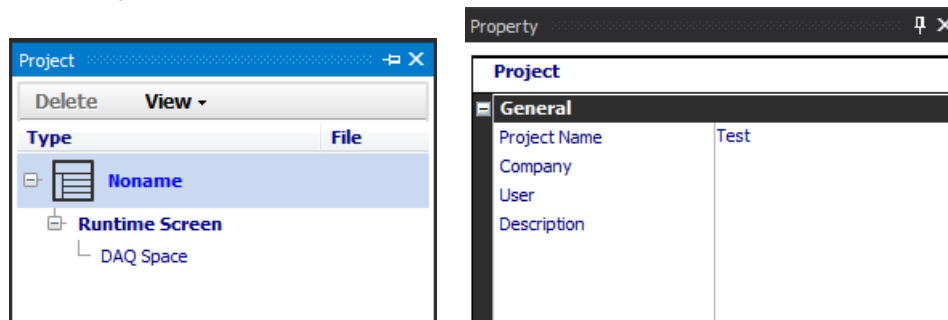 Project
Delete View
Type File
Noname
Runtime Screen
DAQ Space
Property
Project
General
Project Name Test
Company
User
Description